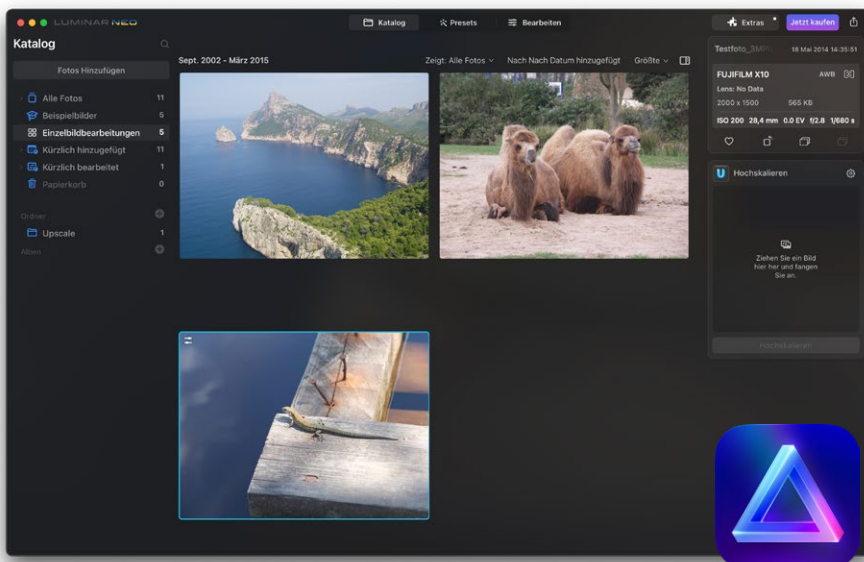 LUMINAR NEO
Katalog
Presets
Bearbeiten
Extras
Jetzt kaufen
Katalog
Fotos Hinzufügen
Alle Fotos 11
Beispielbilder 5
Einzelbildbearbeitungen 5
Kürzlich hinzugefügt 11
Kürzlich bearbeitet 1
Papierkorb 0
Ordner
Upscale 1
Alben
Sept. 2002 - März 2015
Zeigt: Alle Fotos
Nach Nach Datum hinzugefügt
Größte
Testfoto_3MP 18 Mai 2014 14:35:51
FUJIFILM X10 AWB
Lens: No Data
2000 x 1500 565 KB
ISO 200 28,4 mm 0.0 EV f/2.8 1/680 s
Hochskalieren
Ziehen Sie ein Bild
hier her und fangen
Sie an.
Hochskalieren